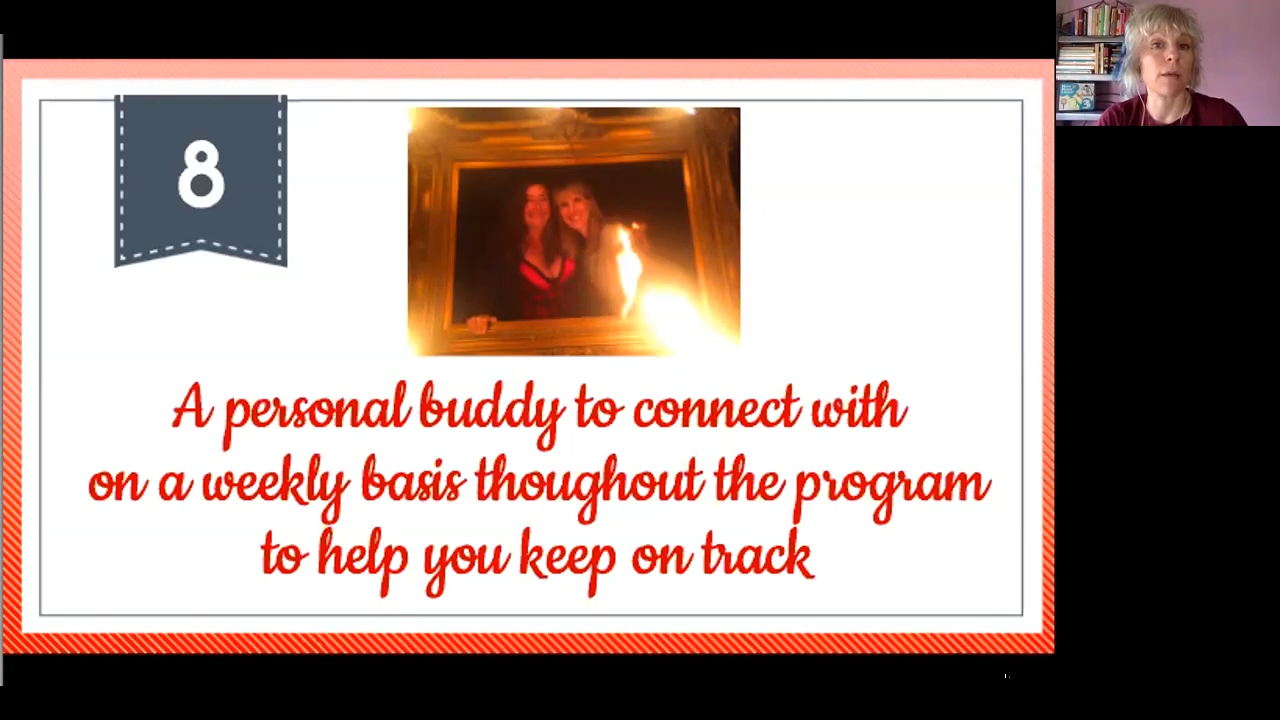 8
A personal buddy to connect with
on a weekly basis thoughout the program
to help you keep on track